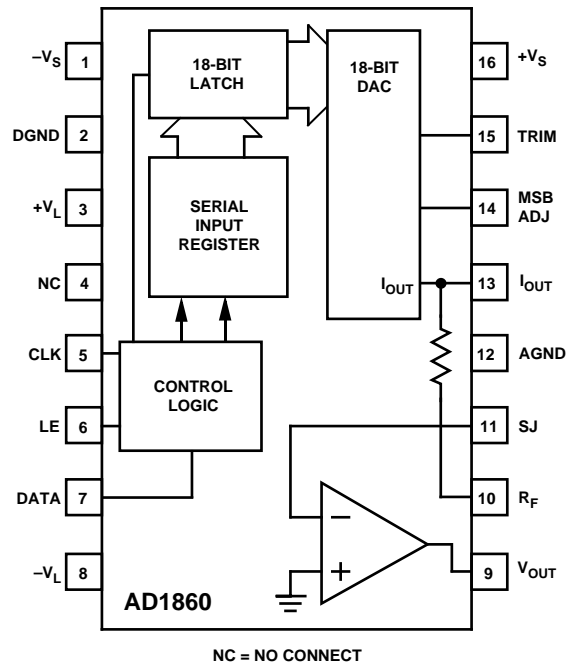 –VS 1
DGND 2
+VL 3
NC 4
CLK 5
LE 6
DATA 7
–VL 8
18-BIT
LATCH
SERIAL
INPUT
REGISTER
CONTROL
LOGIC
18-BIT
DAC
IOUT
16 +VS
15 TRIM
14 MSB
ADJ
13 IOUT
12 AGND
11 SJ
10 RF
9 VOUT
–
+
AD1860
NC = NO CONNECT